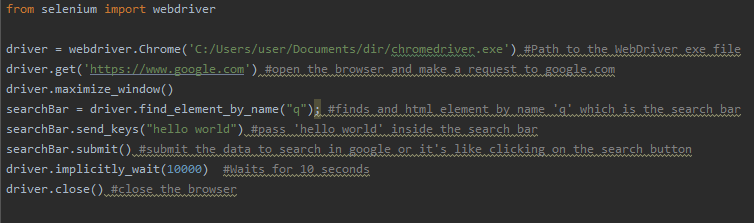 from selenium import webdriver
driver = webdriver.Chrome('C:/Users/user/Documents/dir/chromedriver.exe') #Path to the WebDriver exe file
driver.get('https://www.google.com') #open the browser and make a request to google.com
driver.maximize_window()
searchBar = driver.find_element_by_name("q"); #finds and html element by name 'q' which is the search bar
searchBar.send_keys("hello world") #pass 'hello world' inside the search bar
searchBar.submit() #submit the data to search in google or it's like clicking on the search button
driver.implicitly_wait(10000)  #Waits for 10 seconds
driver.close() #close the browser